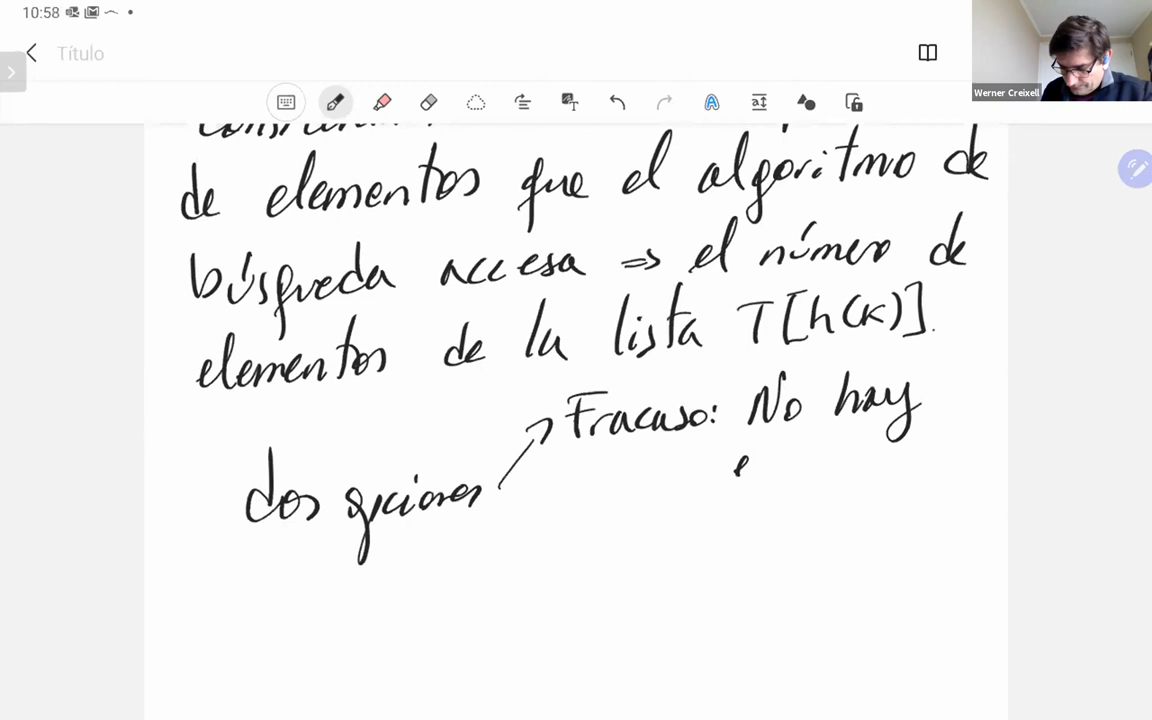 10:58
Título
Werner Creixell
de elementos que el algoritmo de
búsqueda accesa => el número de
elementos de la lista T[h(k)].
Fracaso: No hay
dos opciones